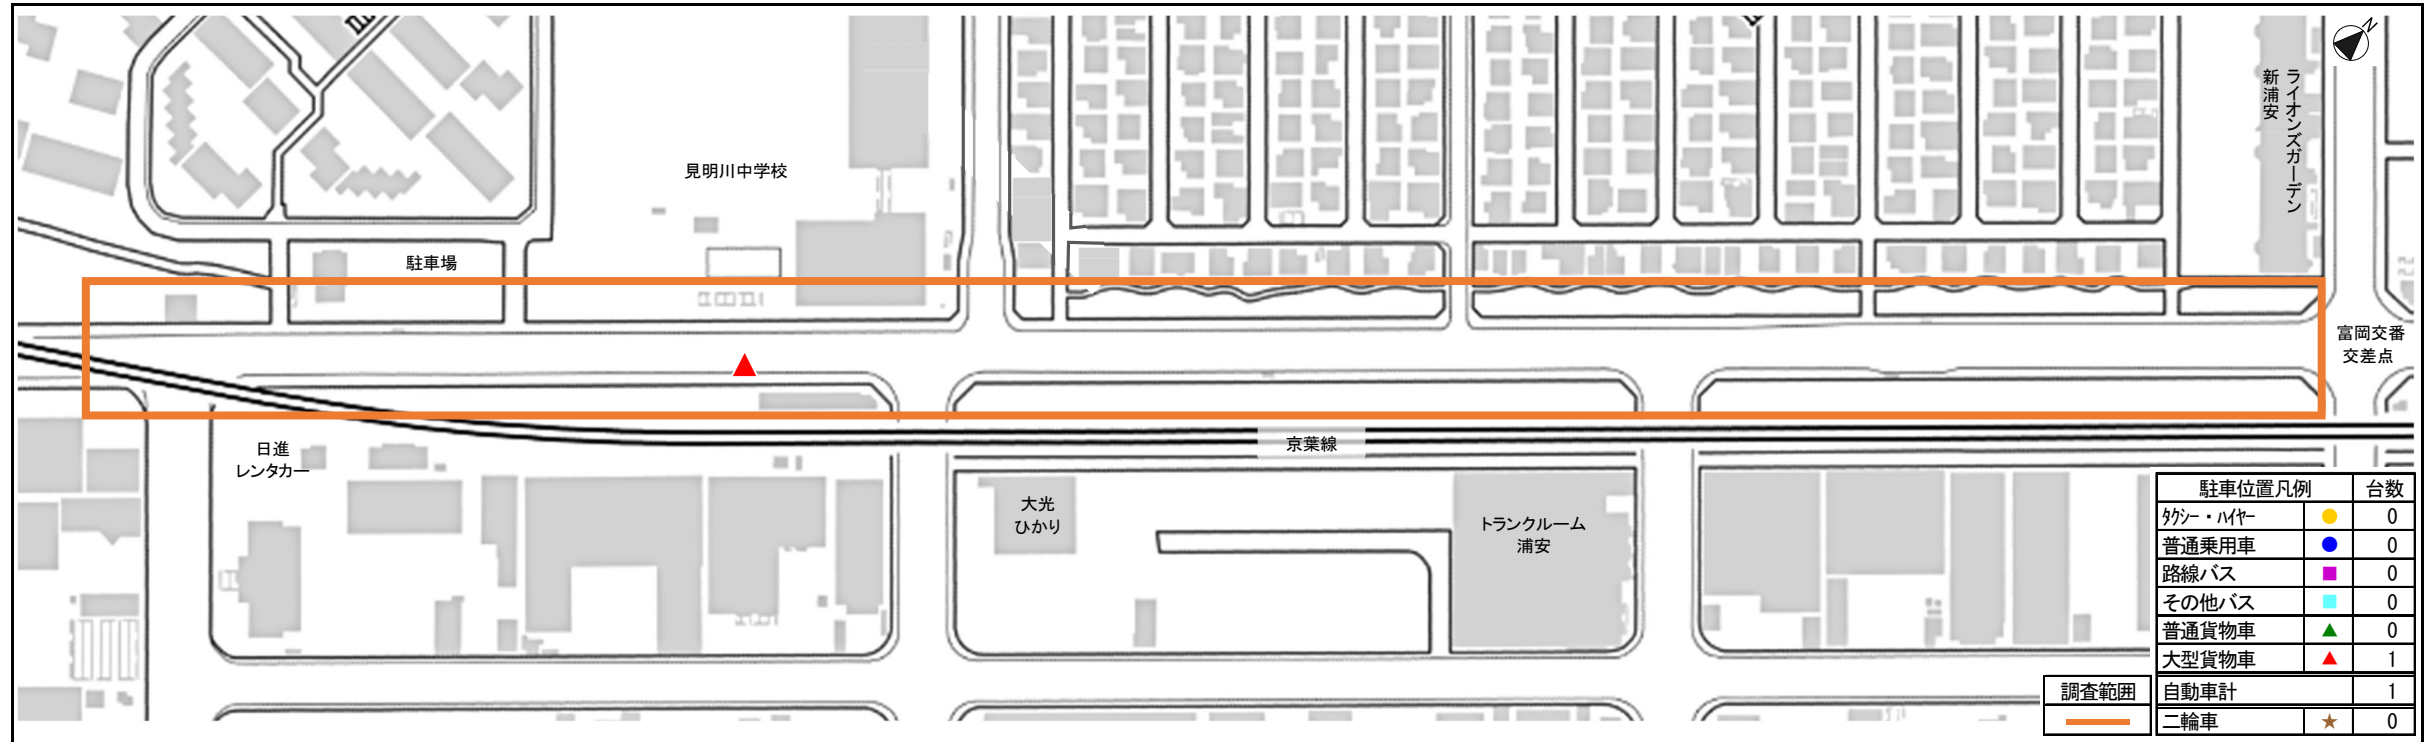 N
ライオンズガーデン
新浦安
見明川中学校
駐車場
富岡交番
交差点
京葉線
日進
レンタカー
大光
ひかり
トランクルーム
浦安
駐車位置凡例 台数
ﾀｸｼｰ・ﾊｲﾔｰ ● 0
普通乗用車 ● 0
路線バス ■ 0
その他バス ■ 0
普通貨物車 ▲ 0
大型貨物車 ▲ 1
調査範囲
自動車計 1
二輪車 ★ 0